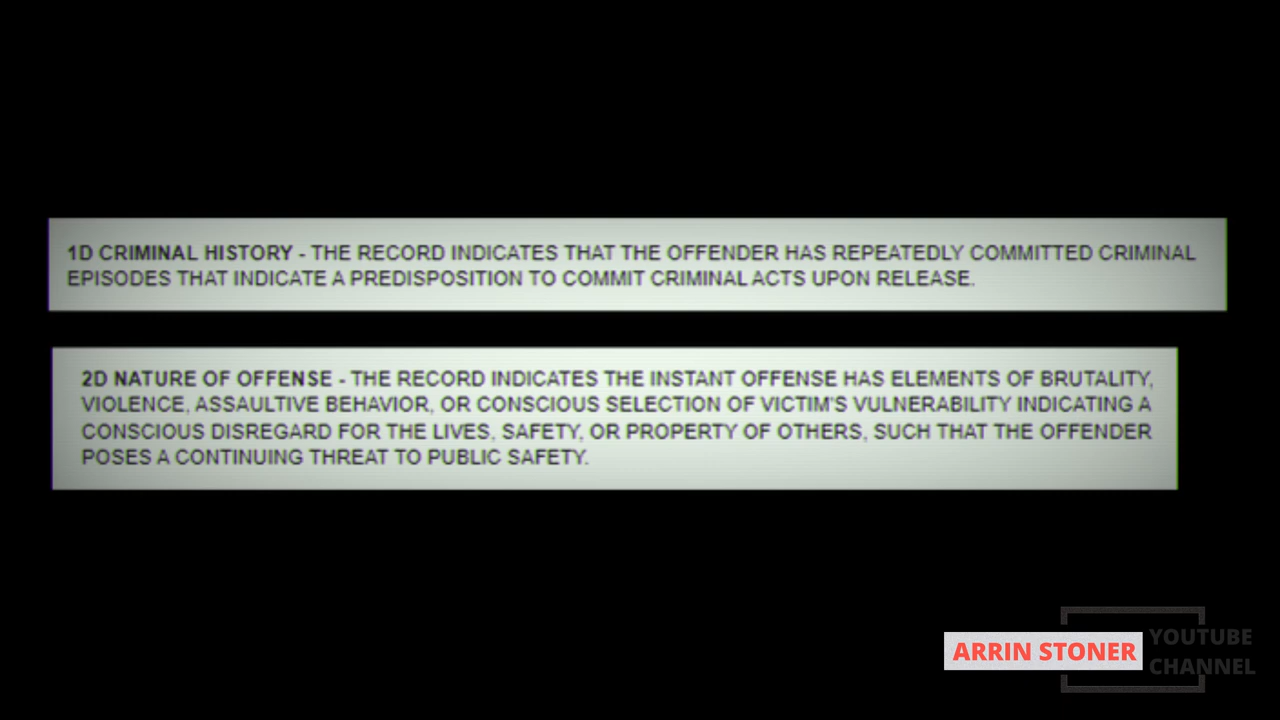 1D CRIMINAL HISTORY - THE RECORD INDICATES THAT THE OFFENDER HAS REPEATEDLY COMMITTED CRIMINAL
EPISODES THAT INDICATE A PREDISPOSITION TO COMMIT CRIMINAL ACTS UPON RELEASE.
2D NATURE OF OFFENSE - THE RECORD INDICATES THE INSTANT OFFENSE HAS ELEMENTS OF BRUTALITY,
VIOLENCE, ASSAULTIVE BEHAVIOR, OR CONSCIOUS SELECTION OF VICTIM'S VULNERABILITY INDICATING A
CONSCIOUS DISREGARD FOR THE LIVES, SAFETY, OR PROPERTY OF OTHERS, SUCH THAT THE OFFENDER
POSES A CONTINUING THREAT TO PUBLIC SAFETY.
ARRIN STONER
YOUTUBE
CHANNEL